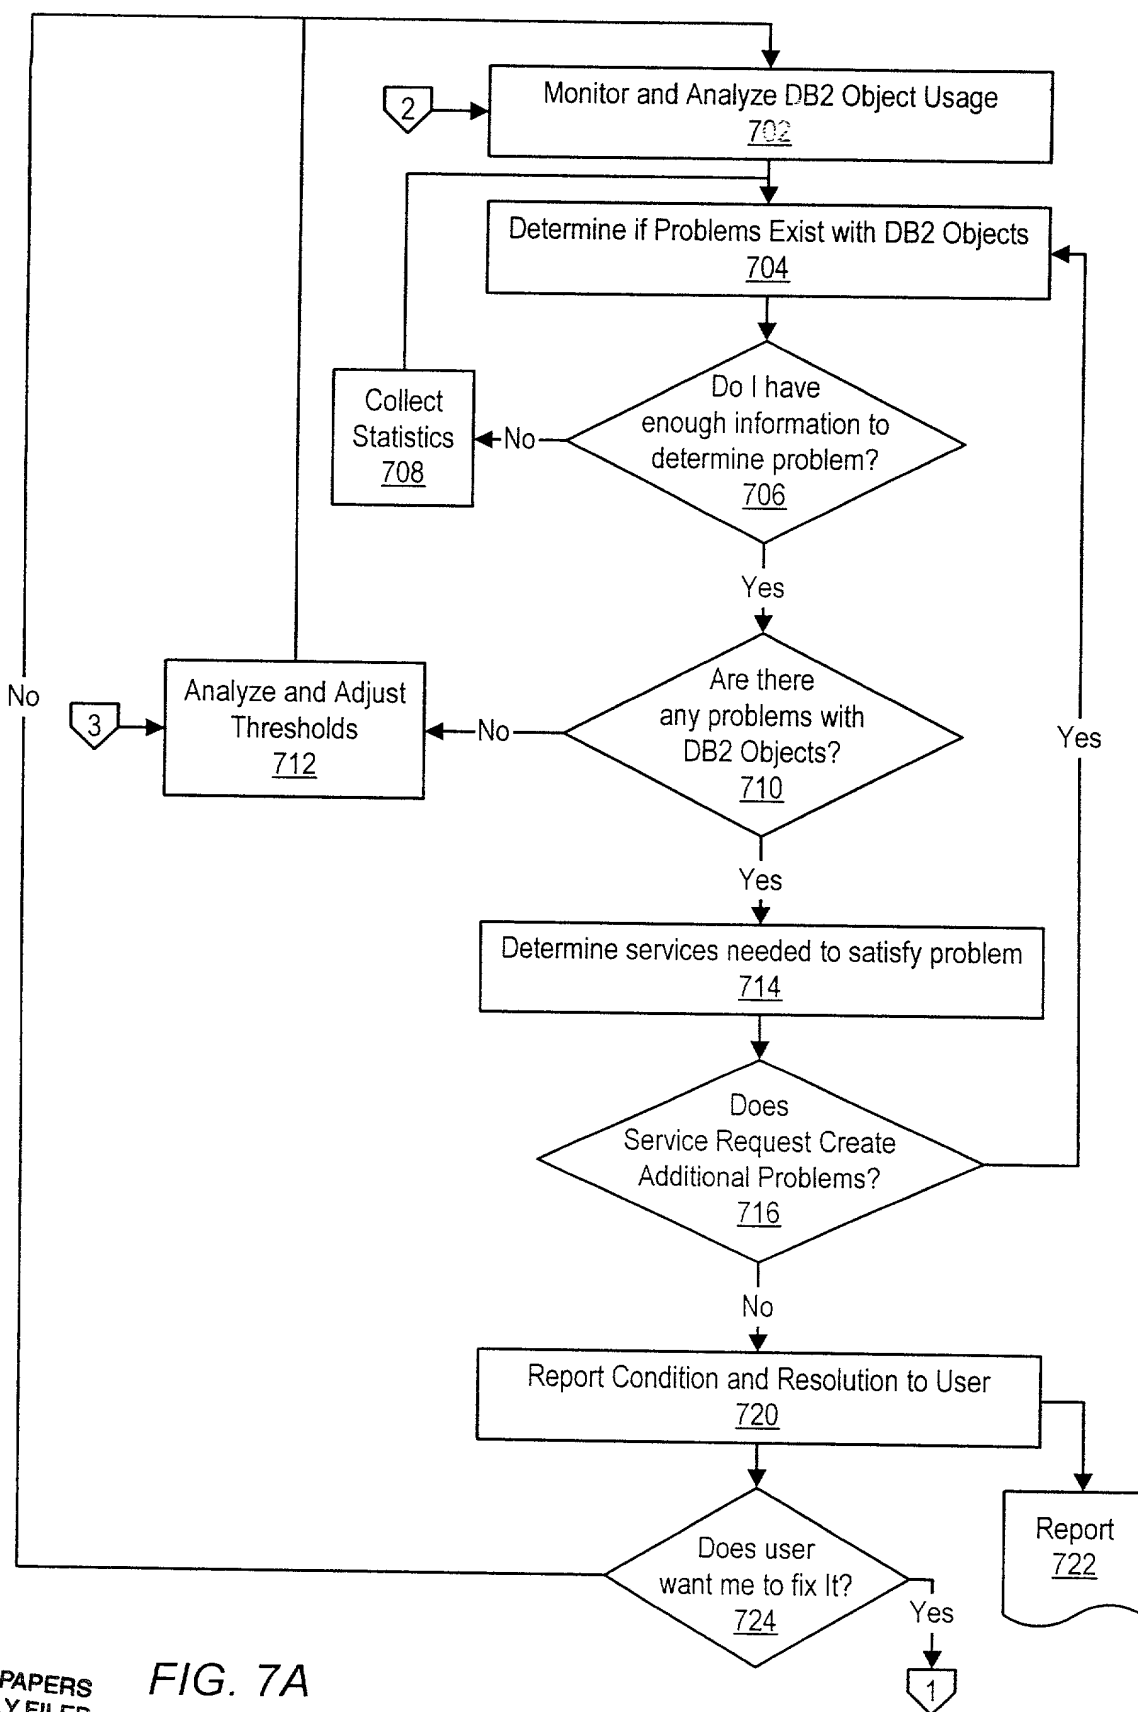 Monitor and Analyze DB2 Object Usage
702
2
Determine if Problems Exist with DB2 Objects
704
Do I have
enough information to
determine problem?
706
No
Collect
Statistics
708
Yes
Are there
any problems with
DB2 Objects?
710
No
Analyze and Adjust
Thresholds
712
3
No
Yes
Yes
Determine services needed to satisfy problem
714
Does
Service Request Create
Additional Problems?
716
No
Report Condition and Resolution to User
720
Report
722
Does user
want me to fix It?
724
Yes
1
FIG. 7A
PAPERS